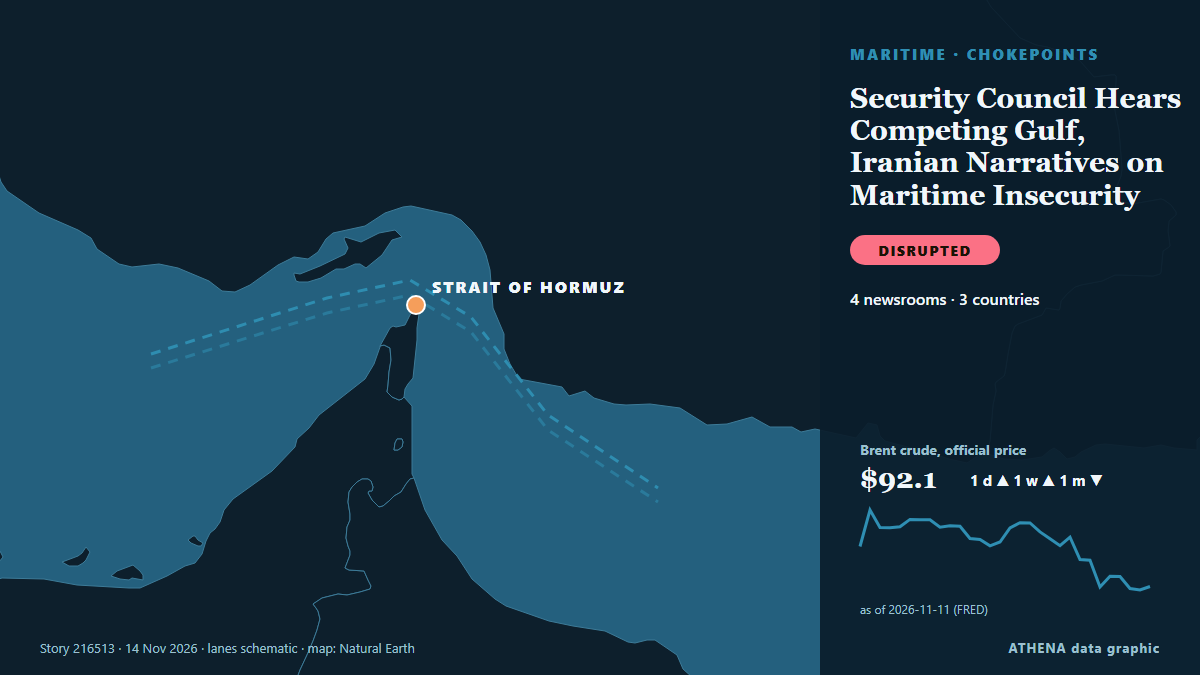 MARITIME · CHOKEPOINTS
Security Council Hears
Competing Gulf,
Iranian Narratives on
Maritime Insecurity
DISRUPTED
4 newsrooms · 3 countries
STRAIT OF HORMUZ
Brent crude, official price
$92.1 1 d ▲ 1 w ▲ 1 m ▼
as of 2026-11-11 (FRED)
Story 216513 · 14 Nov 2026 · lanes schematic · map: Natural Earth
ATHENA data graphic